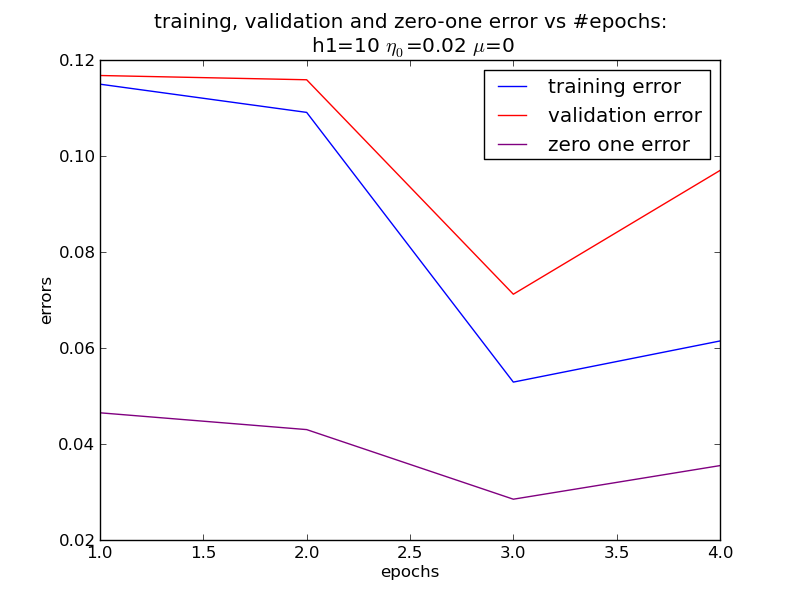 training, validation and zero-one error vs #epochs:
h1=10 η₀=0.02 μ=0
0.12
training error
validation error
zero one error
0.10
0.08
errors
0.06
0.04
0.02
1.0 1.5 2.0 2.5 3.0 3.5 4.0
epochs